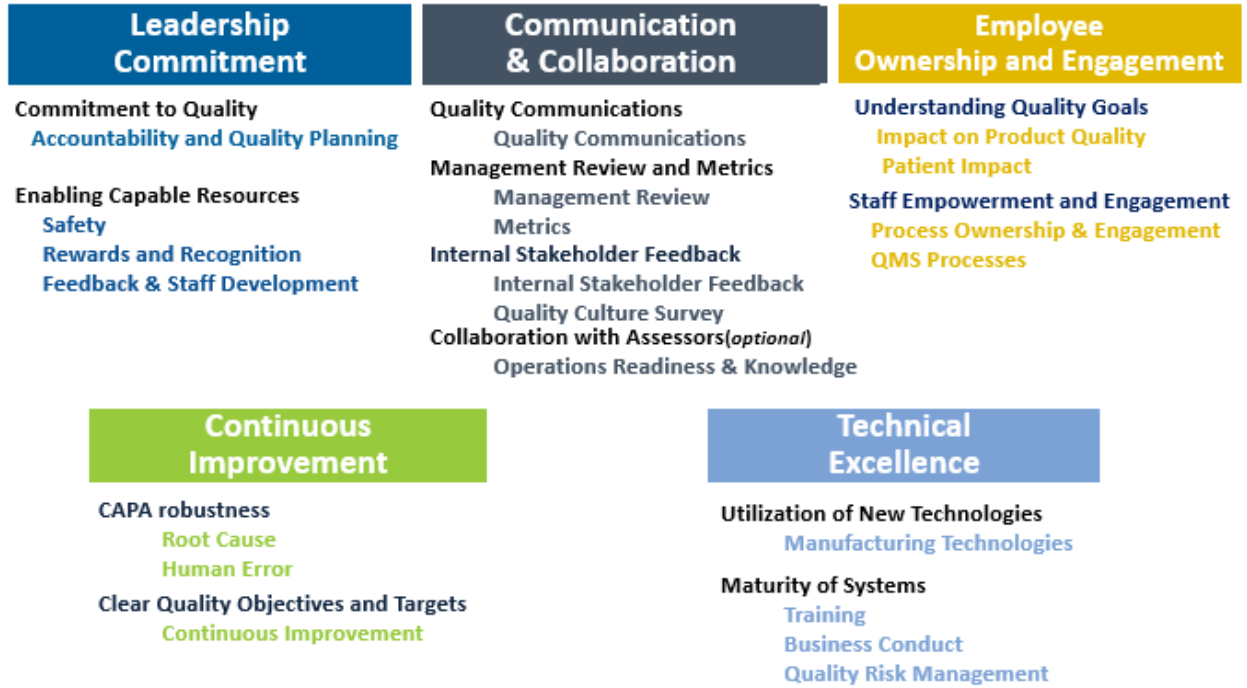 Leadership
Commitment
Commitment to Quality
Accountability and Quality Planning
Enabling Capable Resources
Safety
Rewards and Recognition
Feedback & Staff Development
Communication
& Collaboration
Quality Communications
Quality Communications
Management Review and Metrics
Management Review
Metrics
Internal Stakeholder Feedback
Internal Stakeholder Feedback
Quality Culture Survey
Collaboration with Assessors(optional)
Operations Readiness & Knowledge
Employee
Ownership and Engagement
Understanding Quality Goals
Impact on Product Quality
Patient Impact
Staff Empowerment and Engagement
Process Ownership & Engagement
QMS Processes
Continuous
Improvement
CAPA robustness
Root Cause
Human Error
Clear Quality Objectives and Targets
Continuous Improvement
Technical
Excellence
Utilization of New Technologies
Manufacturing Technologies
Maturity of Systems
Training
Business Conduct
Quality Risk Management